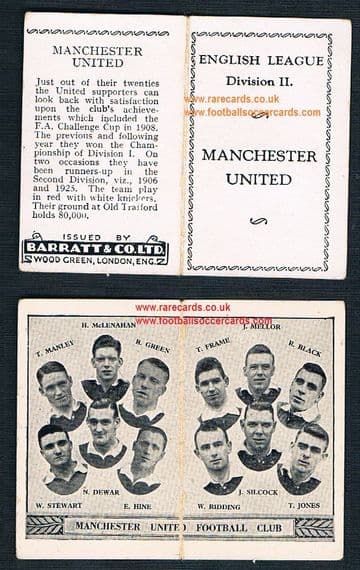 MANCHESTER
UNITED
Just out of their twenties
the United supporters can
look back with satisfaction
upon the club's achieve-
ments which included the
F.A. Challenge Cup in 1908.
The previous and following
year they won the Cham-
pionship of Division I. On
two occasions they have
been runners-up in the
Second Division, viz., 1906
and 1925. The team play
in red with white knickers.
Their ground at Old Trafford
holds 80,000.
ISSUED BY
BARRATT & CO. LTD.
WOOD GREEN, LONDON, ENG.
ENGLISH LEAGUE
Division II.
www.rarecards.co.uk
www.footballsoccercards.com
MANCHESTER
UNITED
www.rarecards.co.uk
www.footballsoccercards.com
H. McLENAHAN
J. MELLOR
T. MANLEY
R. GREEN
T. FRAME
R. BLACK
N. DEWAR
J. SILCOCK
W. STEWART
E. HINE
W. RIDDING
T. JONES
MANCHESTER UNITED FOOTBALL CLUB